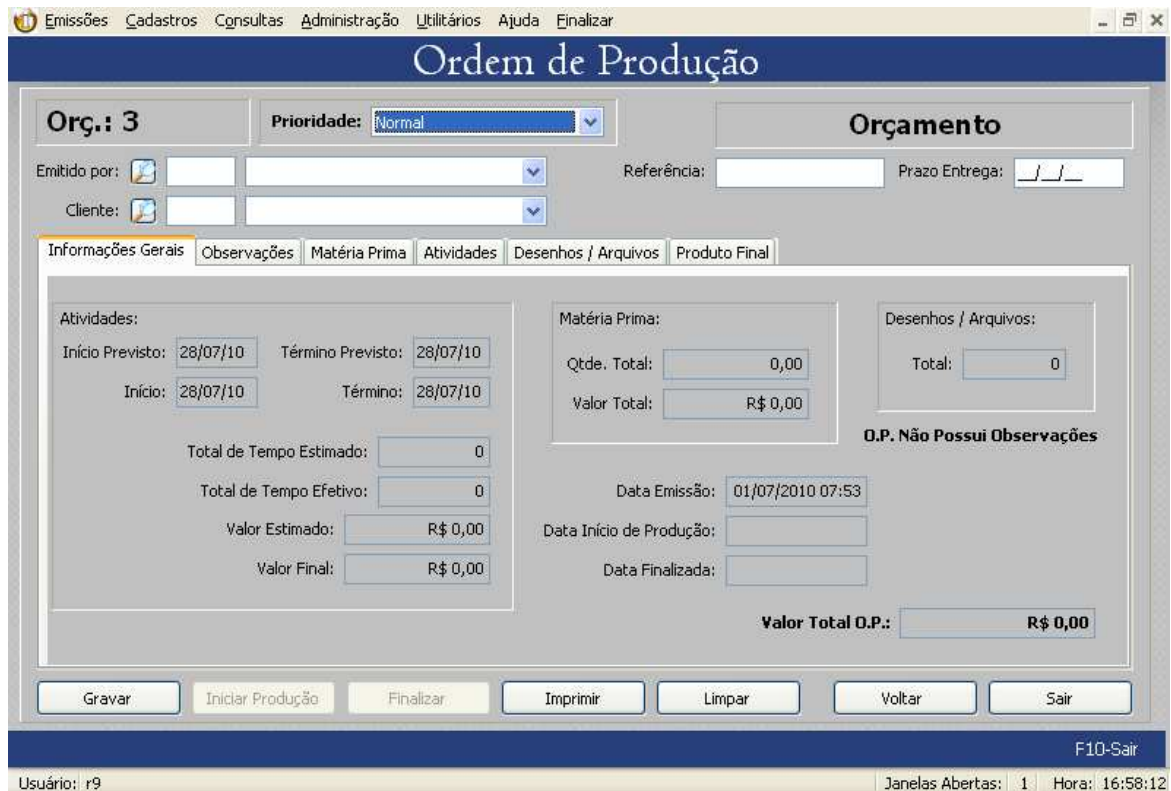 Emissões Cadastros Consultas Administração Utilitários Ajuda Finalizar
Ordem de Produção
Orç.: 3 Prioridade: Normal Orçamento
Emitido por: Referência: Prazo Entrega: __/__/__
Cliente:
Informações Gerais Observações Matéria Prima Atividades Desenhos / Arquivos Produto Final
Atividades: Matéria Prima: Desenhos / Arquivos:
Início Previsto: 28/07/10 Término Previsto: 28/07/10 Qtde. Total: 0,00 Total: 0
Início: 28/07/10 Término: 28/07/10 Valor Total: R$ 0,00
O.P. Não Possui Observações
Total de Tempo Estimado: 0
Total de Tempo Efetivo: 0 Data Emissão: 01/07/2010 07:53
Valor Estimado: R$ 0,00 Data Início de Produção:
Valor Final: R$ 0,00 Data Finalizada:
Valor Total O.P.: R$ 0,00
Gravar Iniciar Produção Finalizar Imprimir Limpar Voltar Sair
F10-Sair
Usuário: r9 Janelas Abertas: 1 Hora: 16:58:12